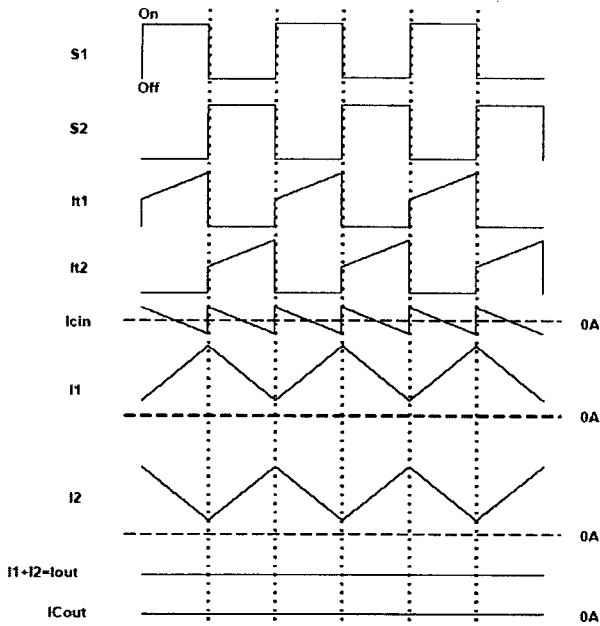 On
S1
Off
S2
It1
It2
Icin
0A
I1
0A
I2
0A
I1+I2=Iout
ICout
0A